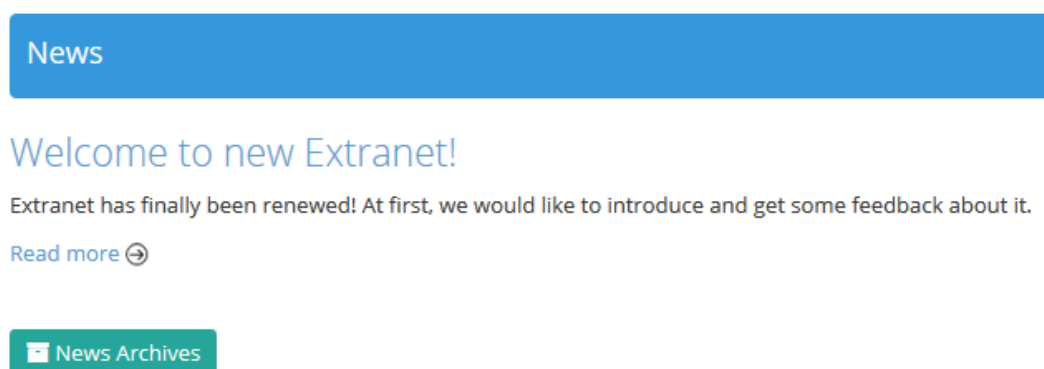 News
Welcome to new Extranet!
Extranet has finally been renewed! At first, we would like to introduce and get some feedback about it.
Read more
News Archives